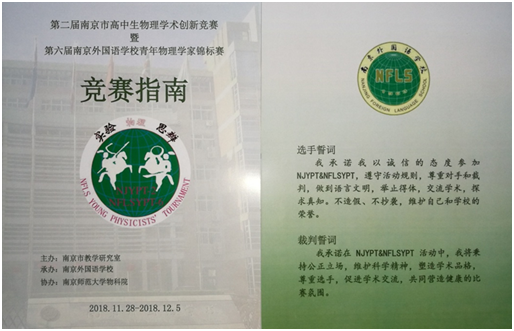 第二届南京市高中生物理学术创新竞赛
暨
第六届南京外国语学校青年物理学家锦标赛
竞赛指南
实验 物理 思辩
NJYPT&
NFLSYPT
NFLS YOUNG PHYSICISTS' TOURNAMENT
主办：南京市教学研究室
承办：南京外国语学校
协办：南京师范大学物科院
2018.11.28-2018.12.5
南京外国语学校
NFLS
NANJING FOREIGN LANGUAGE SCHOOL
选手誓词
我承诺我以诚信的态度参加
NJYPT&NFLSYPT，遵守活动规则，尊重对手和裁
判，做到语言文明，举止得体，交流学术，探
求真知。不造假、不抄袭，维护自己和学校的
荣誉。
裁判誓词
我承诺在 NJYPT&NFLSYPT 活动中，我将秉
持公正立场，维护科学精神，塑造学术品格，
尊重选手，促进学术交流，共同营造健康的比
赛氛围。